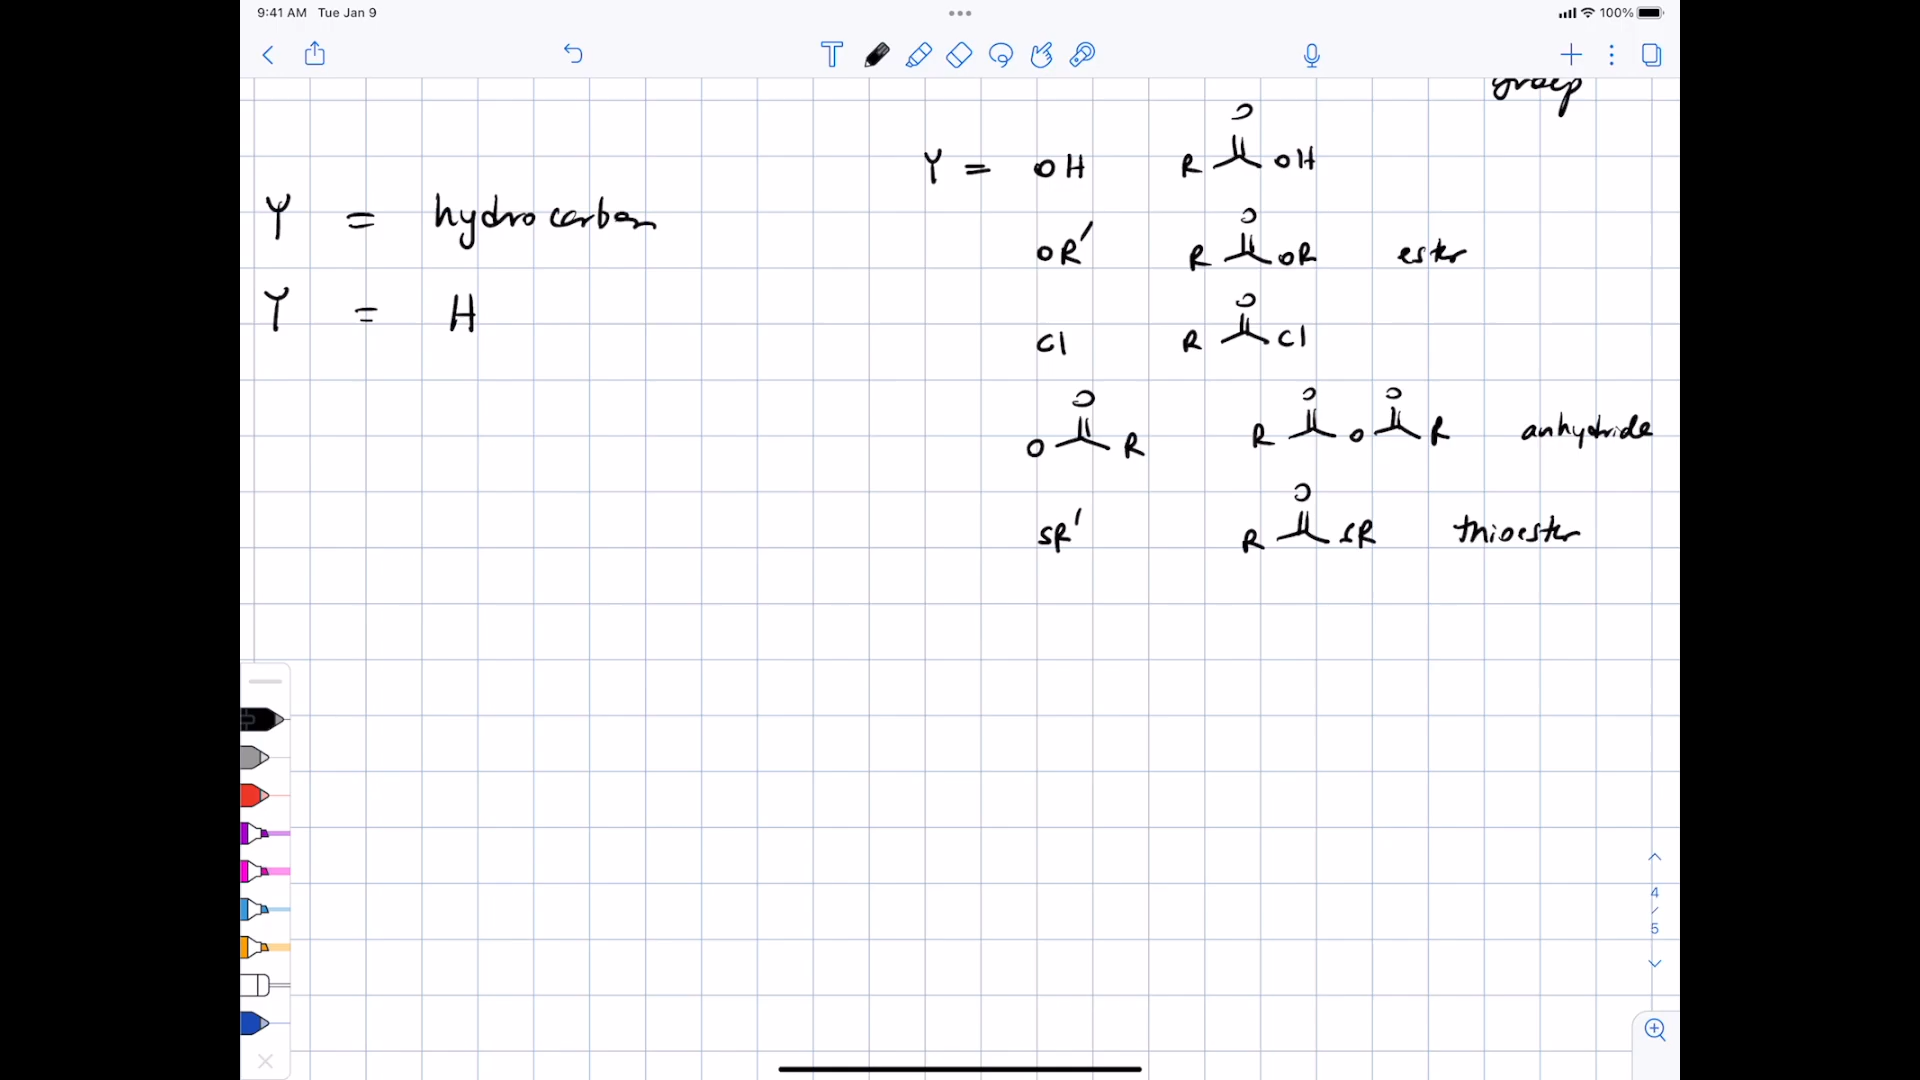 9:41 AM Tue Jan 9
100%
T
group
Y = hydrocarbon
Y = H
Y = OH R O OH
OR' R O OR ester
Cl R O Cl
O O R R O O O R anhydride
SR' R O SR thioester
4
/
5